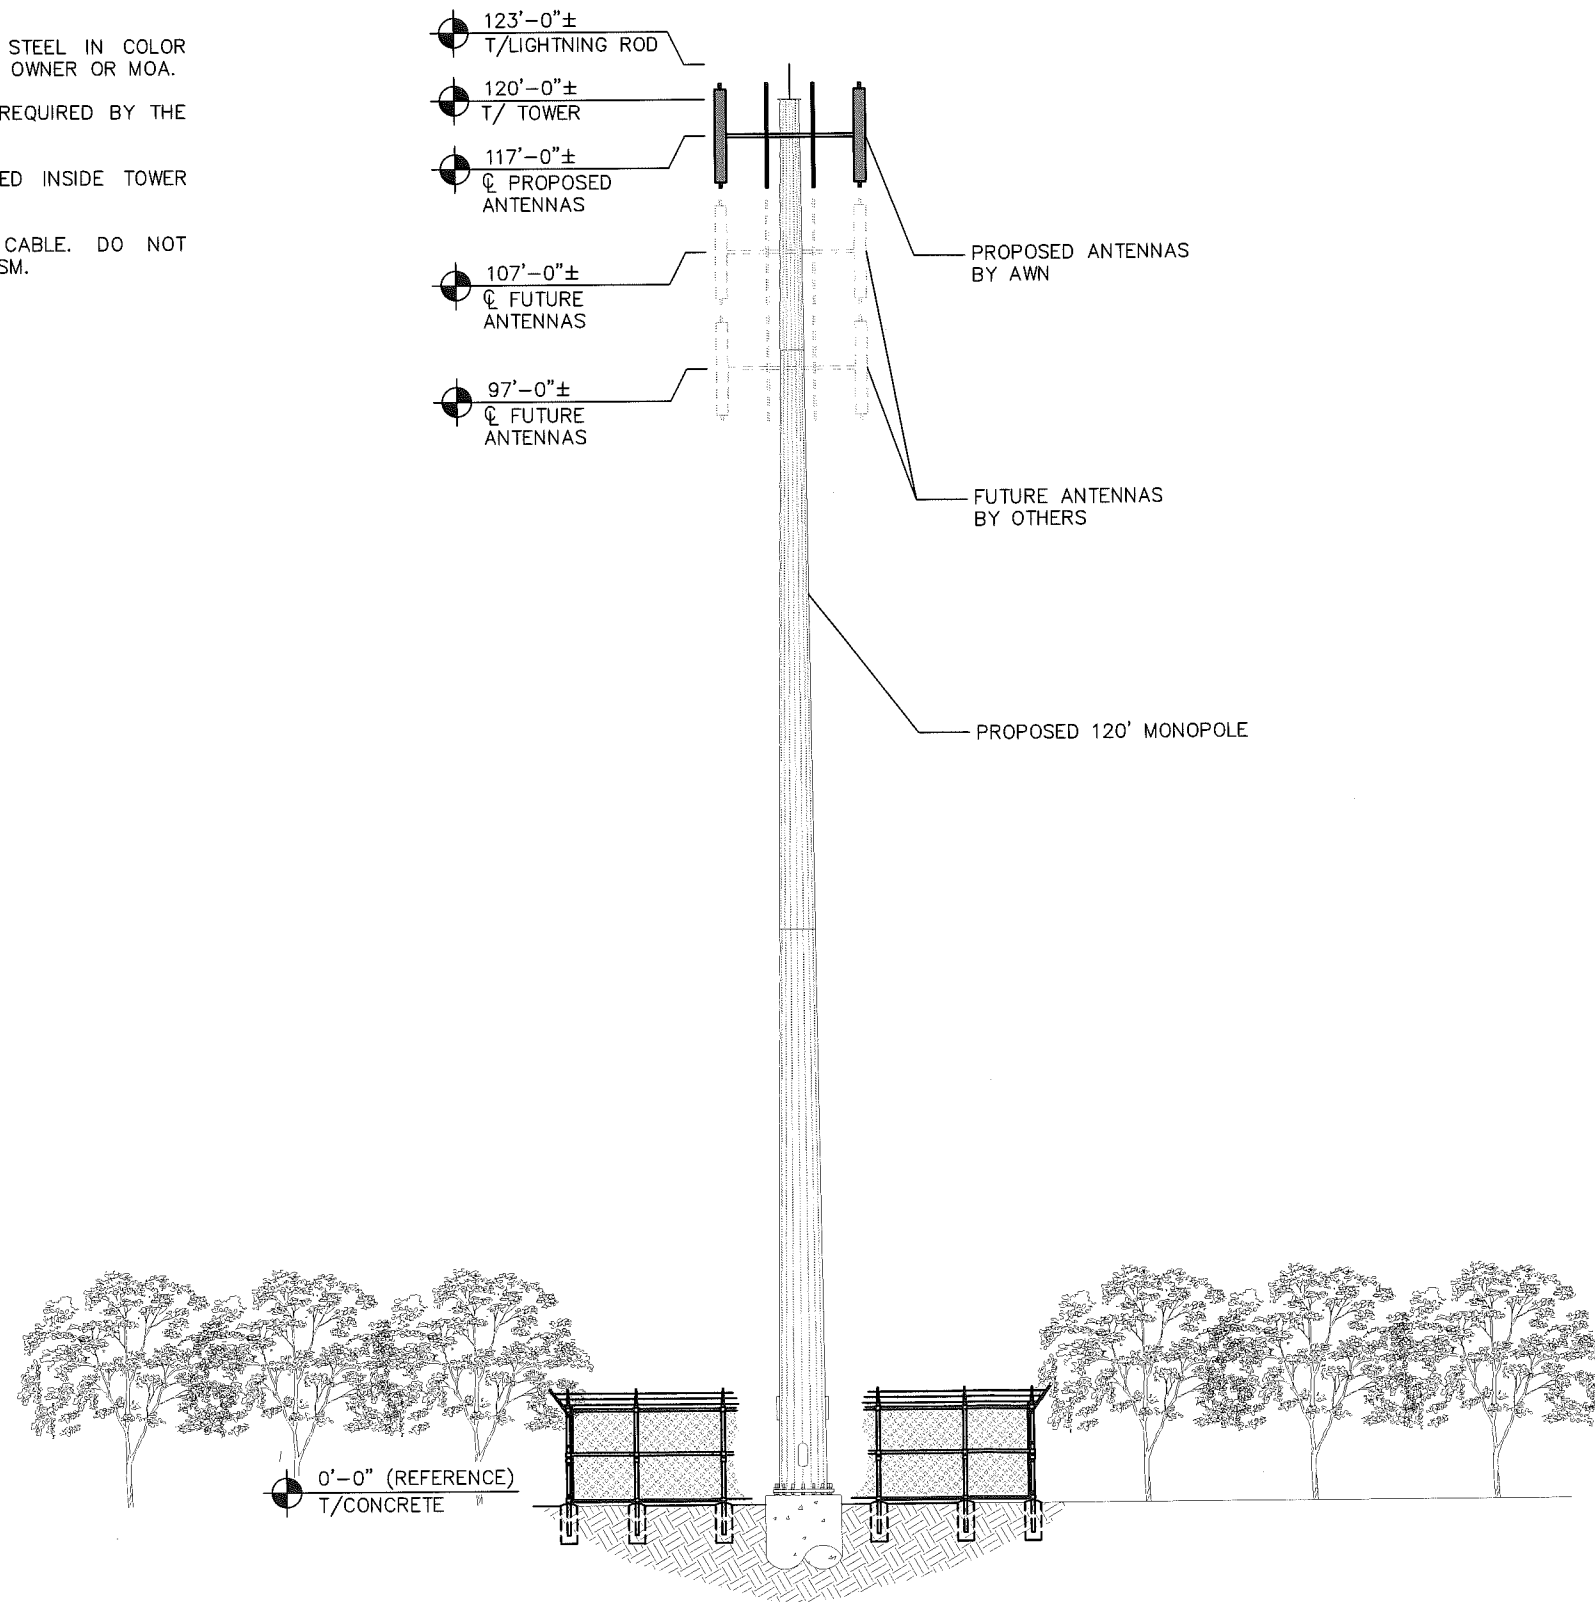 STEEL IN COLOR
OWNER OR MOA.
REQUIRED BY THE
ED INSIDE TOWER
CABLE. DO NOT
SM.
123'-0"±
T/LIGHTNING ROD
120'-0"±
T/ TOWER
117'-0"±
℄ PROPOSED
ANTENNAS
107'-0"±
℄ FUTURE
ANTENNAS
97'-0"±
℄ FUTURE
ANTENNAS
PROPOSED ANTENNAS
BY AWN
FUTURE ANTENNAS
BY OTHERS
PROPOSED 120' MONOPOLE
0'-0" (REFERENCE)
T/CONCRETE